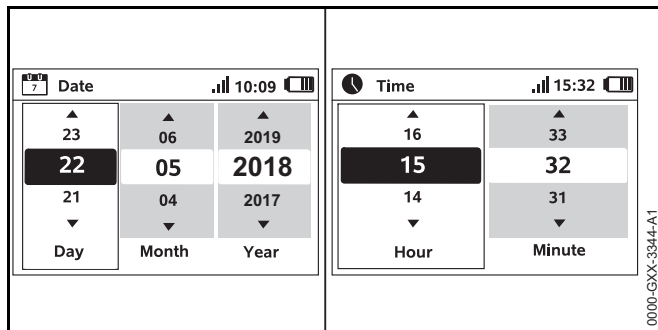 7 Date 10:09
23 06 2019
22 05 2018
21 04 2017
Day Month Year
Time 15:32
16 33
15 32
14 31
Hour Minute
0000-GXX-3344-A1